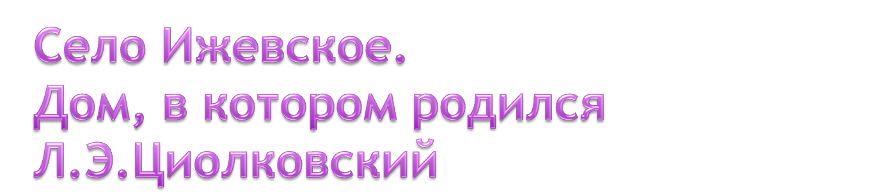 Село Ижевское.
Дом, в котором родился
Л.Э.Циолковский